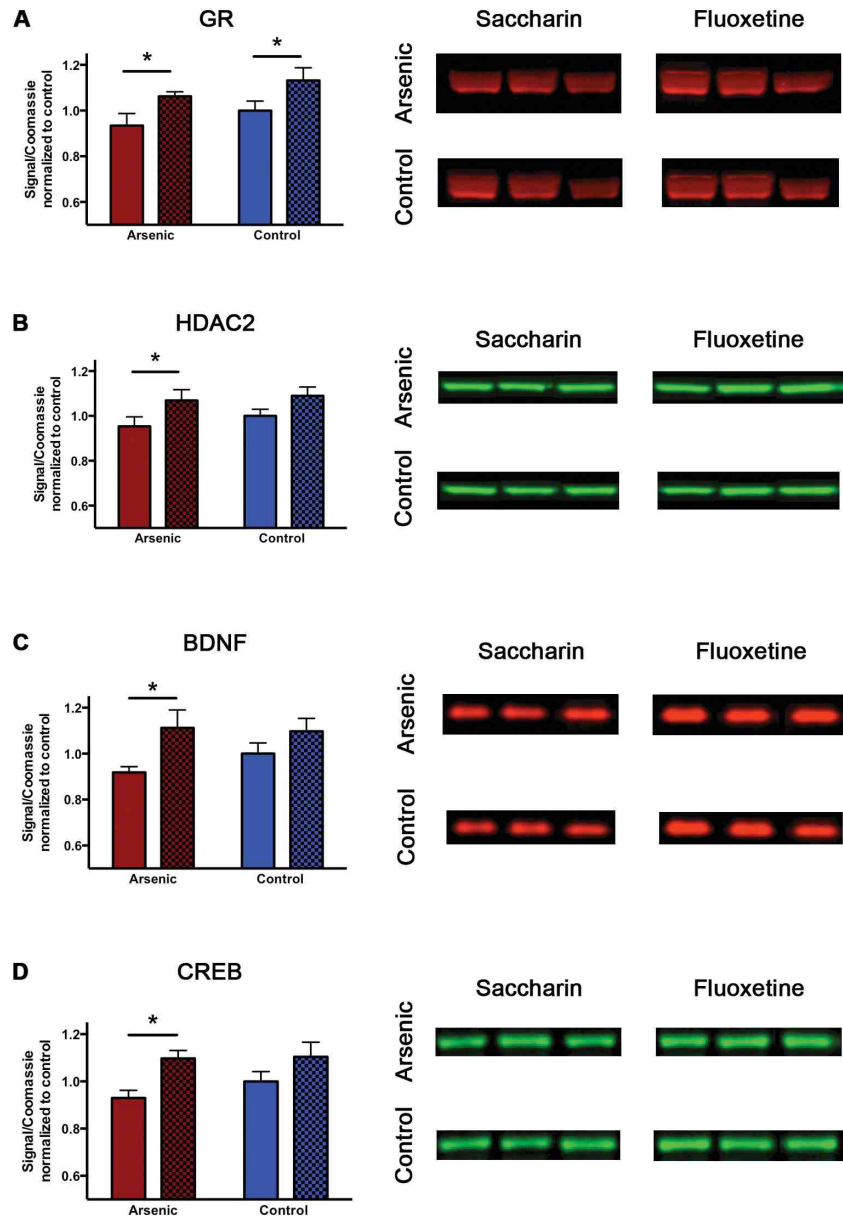 A
GR
Saccharin
Fluoxetine
*
*
Signal/Coomassie
normalized to control
1.2
1.0
0.8
0.6
Arsenic
Control
Arsenic
Control
B
HDAC2
Saccharin
Fluoxetine
*
Signal/Coomassie
normalized to control
1.2
1.0
0.8
0.6
Arsenic
Control
Arsenic
Control
C
BDNF
Saccharin
Fluoxetine
*
Signal/Coomassie
normalized to control
1.2
1.0
0.8
0.6
Arsenic
Control
Arsenic
Control
D
CREB
Saccharin
Fluoxetine
*
Signal/Coomassie
normalized to control
1.2
1.0
0.8
0.6
Arsenic
Control
Arsenic
Control